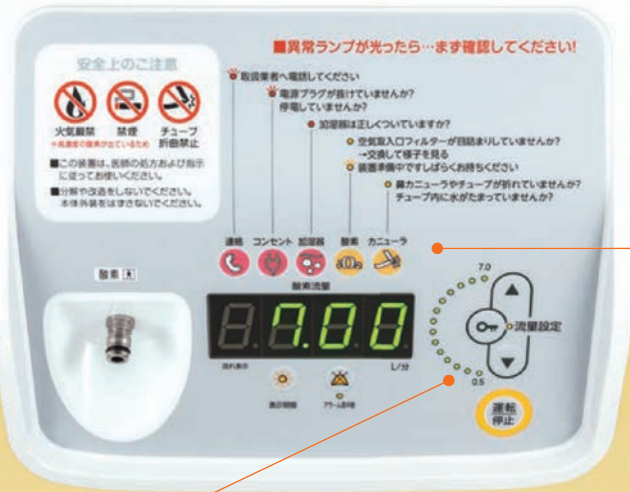 ■異常ランプが光ったら…まず確認してください!
安全上のご注意
火気厳禁
禁煙
チューブ
折曲禁止
※高濃度の酸素が出ているため
■この装置は、医師の処方および指示
に従ってお使いください。
■分解や改造をしないでください。
本体外装をはずさないでください。
取扱業者へ電話してください
電源プラグが抜けていませんか?
停電していませんか?
加湿器は正しくついていますか?
空気取入口フィルターが目詰まりしていませんか?
→交換して様子を見る
装置準備中ですしばらくお待ちください
鼻カニューラやチューブが折れていませんか?
チューブ内に水がたまっていませんか?
連絡
コンセント
加湿器
酸素
カニューラ
酸素
酸素流量
7.00
L/分
7.0
流量設定
0.5
運転
停止